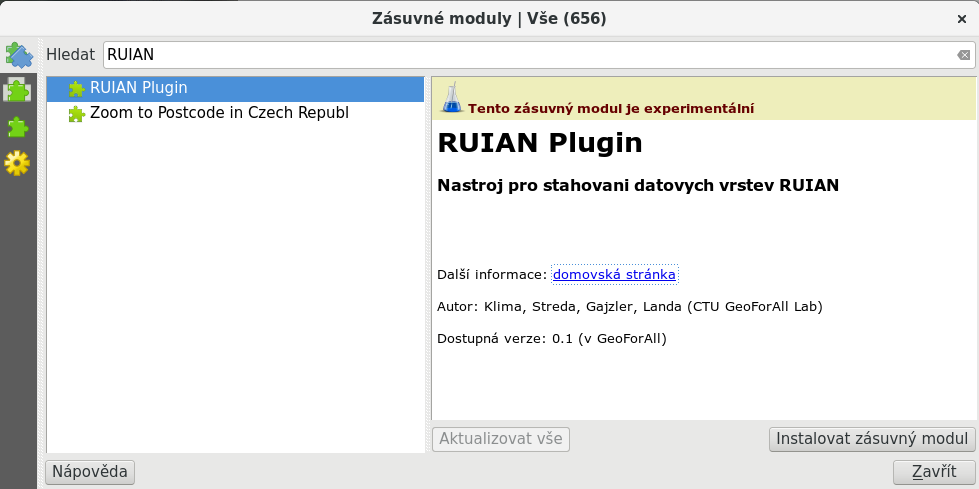 Zásuvné moduly | Vše (656)
Hledat RUIAN
RUIAN Plugin
Zoom to Postcode in Czech Republ
Tento zásuvný modul je experimentální
RUIAN Plugin
Nastroj pro stahovani datovych vrstev RUIAN
Další informace: domovská stránka
Autor: Klima, Streda, Gajzler, Landa (CTU GeoForAll Lab)
Dostupná verze: 0.1 (v GeoForAll)
Aktualizovat vše
Instalovat zásuvný modul
Nápověda
Zavřít